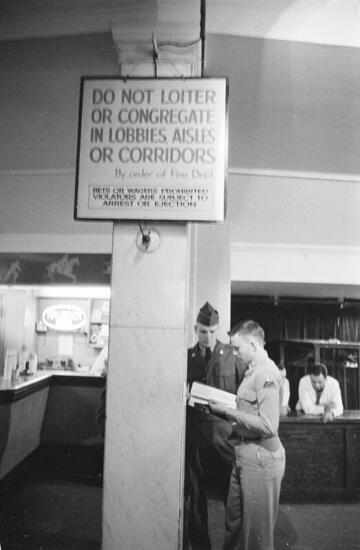 DO NOT LOITER
OR CONGREGATE
IN LOBBIES, AISLES
OR CORRIDORS
By order of Fire Dept.
BETS OR WAGERS PROHIBITED
VIOLATORS ARE SUBJECT TO
ARREST OR EJECTION